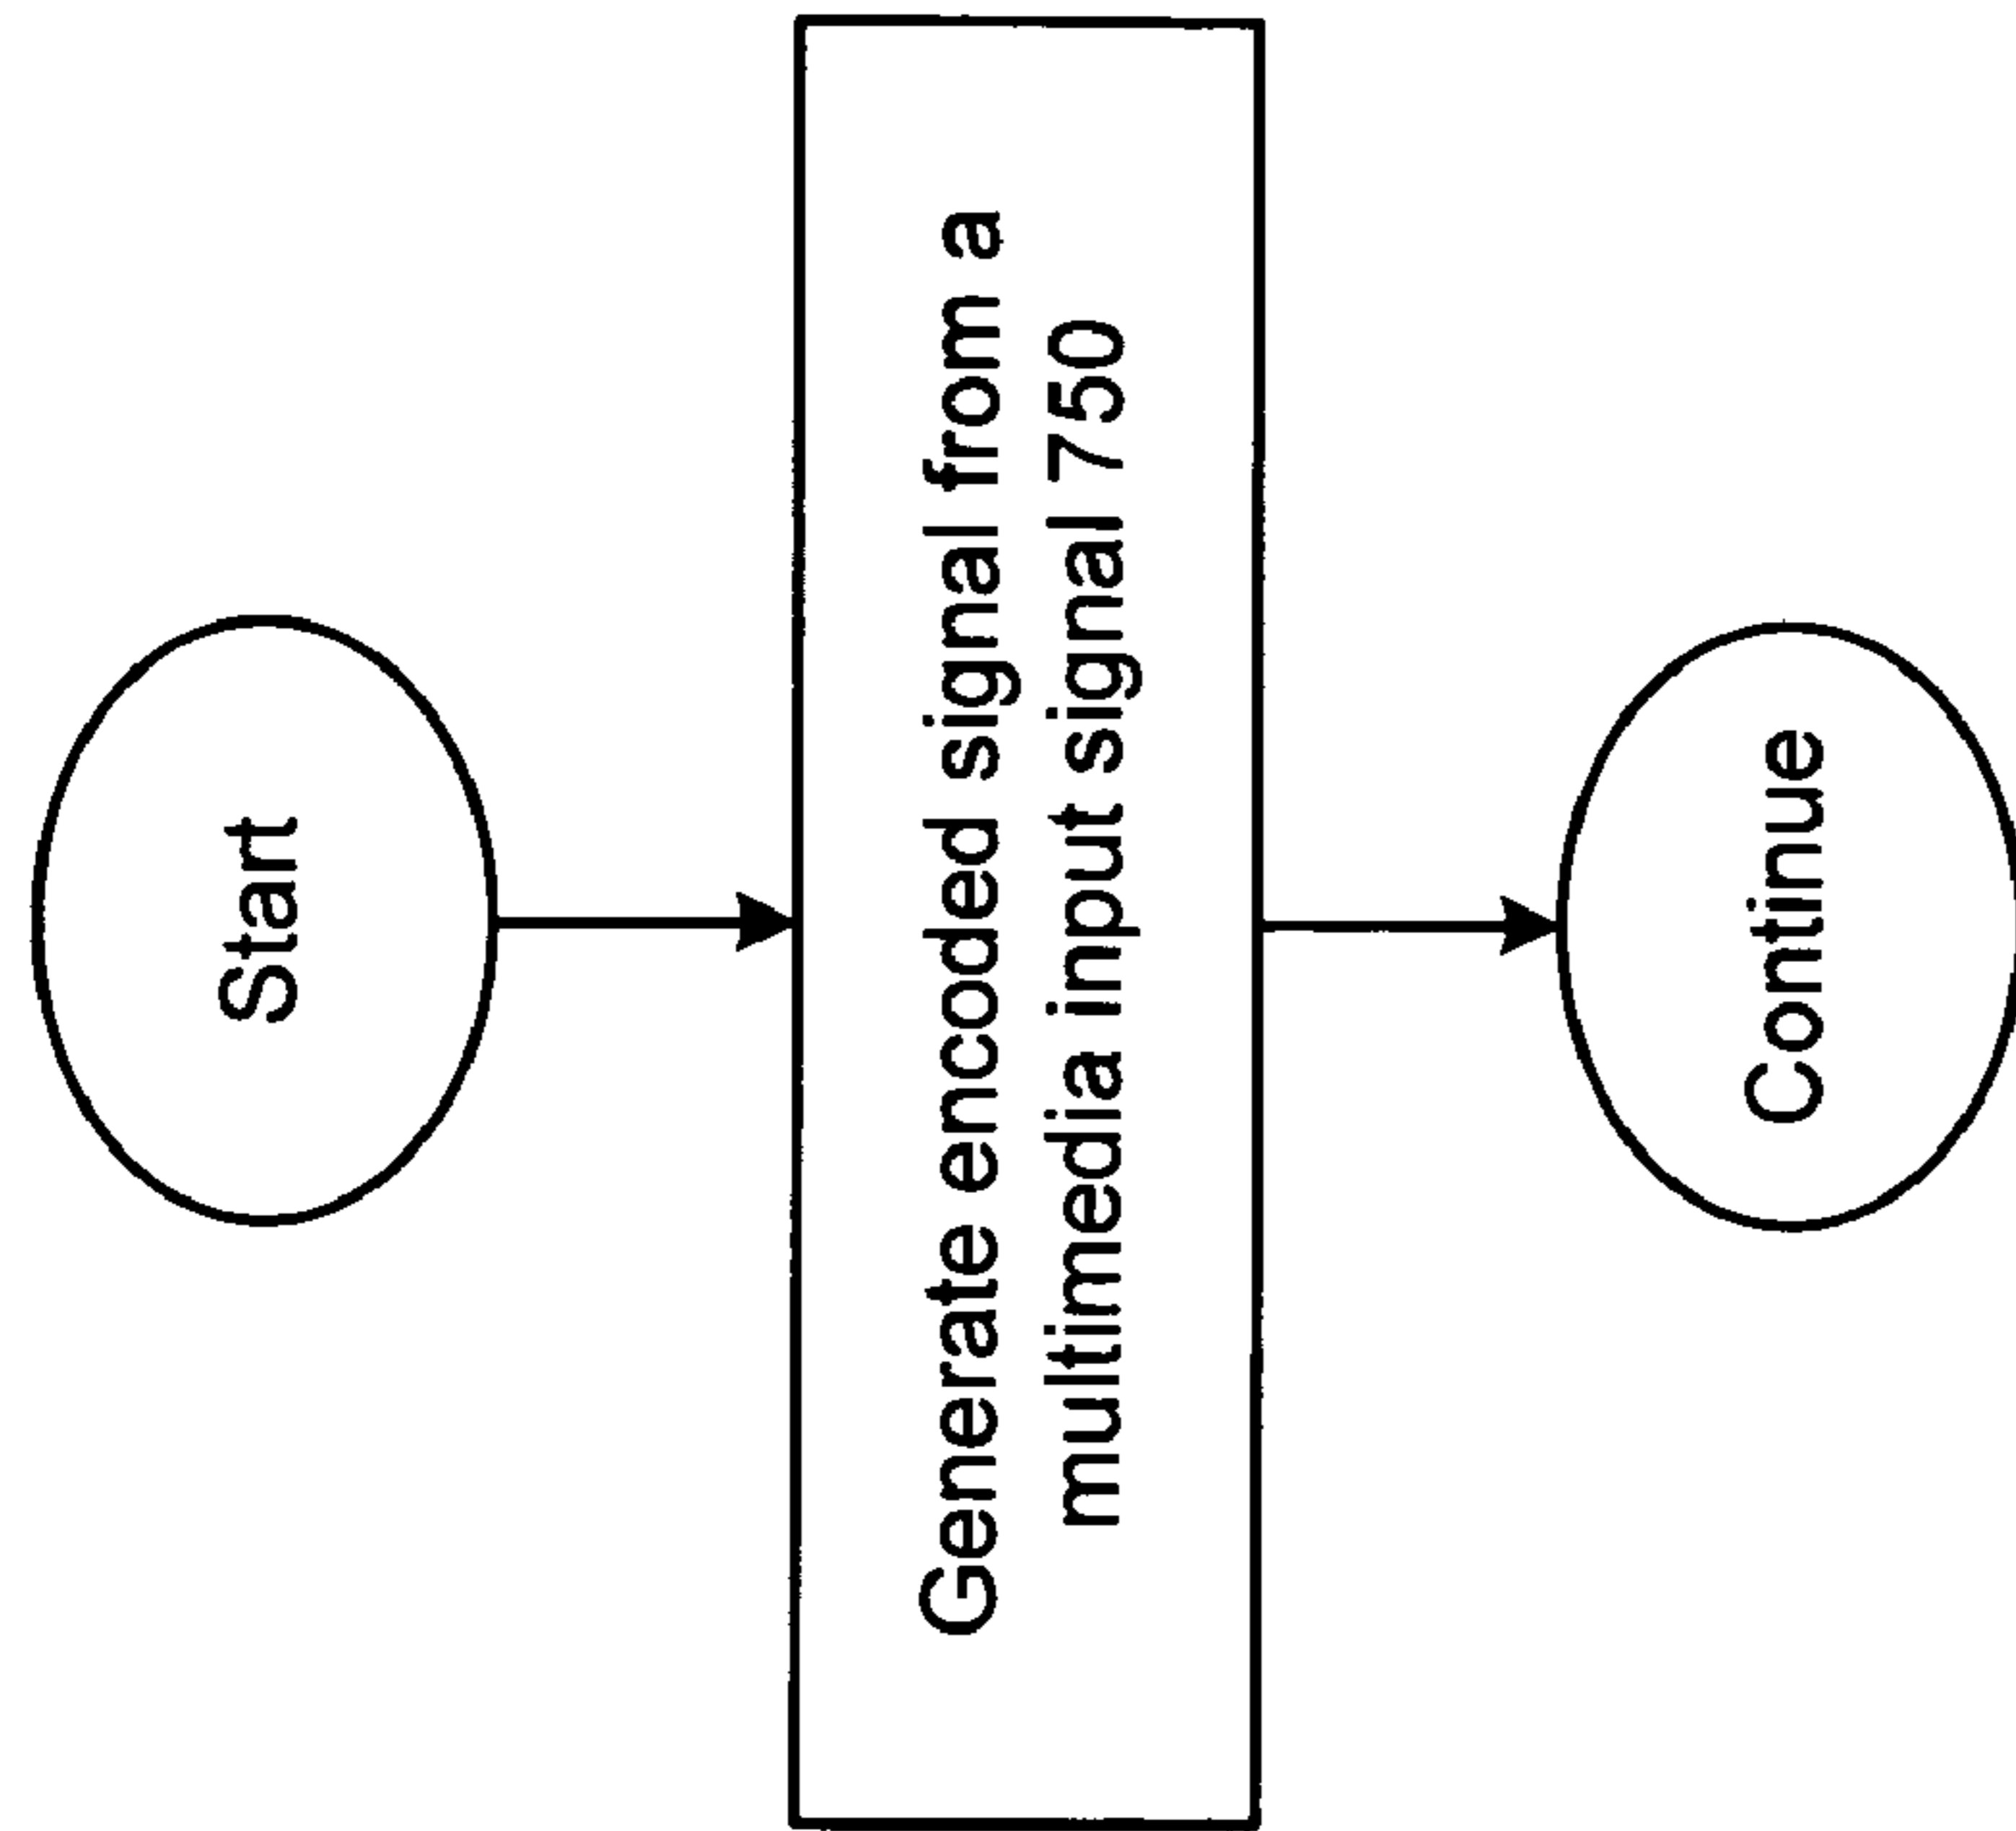 Start
Generate encoded signal from a
multimedia input signal 750
Continue